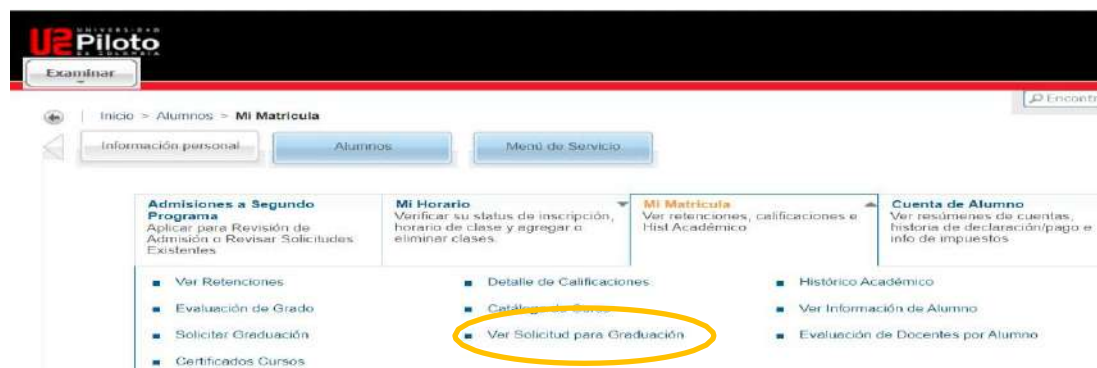 UNIVERSIDAD
Piloto
DE COLOMBIA
Examinar
Encontr
Inicio > Alumnos > Mi Matricula
Información personal
Alumnos
Menú de Servicio
Admisiones a Segundo
Programa
Aplicar para Revisión de
Admisión o Revisar Solicitudes
Existentes
Mi Horario
Verificar su status de inscripción,
horario de clase y agregar o
eliminar clases.
Mi Matricula
Ver retenciones, calificaciones e
Hist Académico
Cuenta de Alumno
Ver resúmenes de cuentas,
historia de declaración/pago e
info de impuestos
Ver Retenciones
Detalle de Calificaciones
Histórico Académico
Evaluación de Grado
Catálogo de Curso
Ver Información de Alumno
Solicitar Graduación
Ver Solicitud para Graduación
Evaluación de Docentes por Alumno
Certificados Cursos